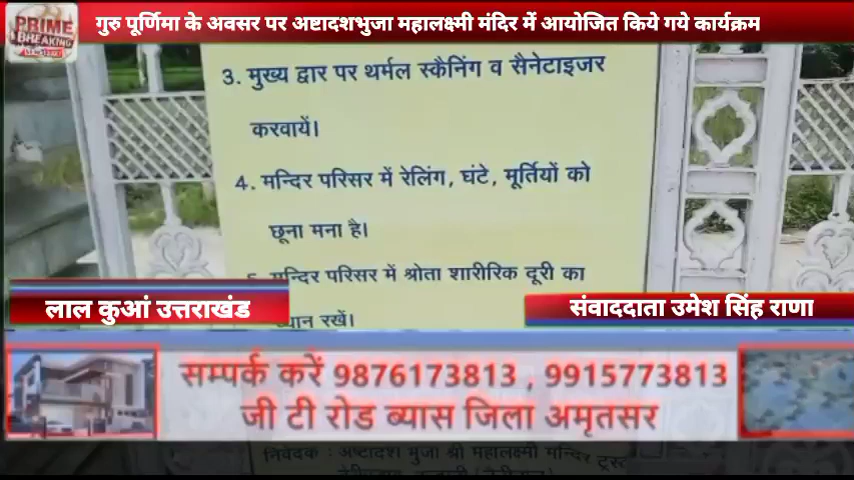 PRIME
BREAKING
गुरु पूर्णिमा के अवसर पर अष्टादशभुजा महालक्ष्मी मंदिर में आयोजित किये गये कार्यक्रम
3. मुख्य द्वार पर थर्मल स्कैनिंग व सैनेटाइजर
करवायें।
4. मन्दिर परिसर में रेलिंग, घंटे, मूर्तियों को
छूना मना है।
मन्दिर परिसर में श्रोता शारीरिक दूरी का
रखें।
लाल कुआं उत्तराखंड
संवाददाता उमेश सिंह राणा
सम्पर्क करें 9876173813 , 9915773813
जी टी रोड ब्यास जिला अमृतसर
निवेदक : अष्टादश भुजा श्री महालक्ष्मी मन्दिर ट्रस्ट